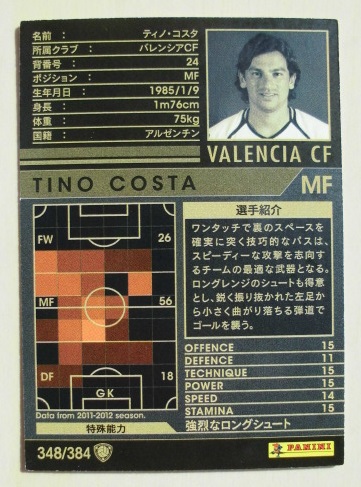 名前 : ティノ・コスタ
所属クラブ : バレンシアCF
背番号 : 24
ポジション : MF
生年月日 : 1985/1/9
身長 : 1m76cm
体重 : 75kg
国籍 : アルゼンチン
VALENCIA CF
TINO COSTA MF
FW 26
MF 56
DF 18
GK
Data from 2011-2012 season.
選手紹介
ワンタッチで裏のスペースを
確実に突く技巧的なパスは、
スピーディーな攻撃を志向す
るチームの最適な武器となる。
ロングレンジのシュートも得意
とし、鋭く振り抜かれた左足か
ら小さく曲がり落ちる弾道で
ゴールを襲う。
OFFENCE 15
DEFENCE 11
TECHNIQUE 15
POWER 15
SPEED 14
STAMINA 15
特殊能力 強烈なロングシュート
348/384
PANINI